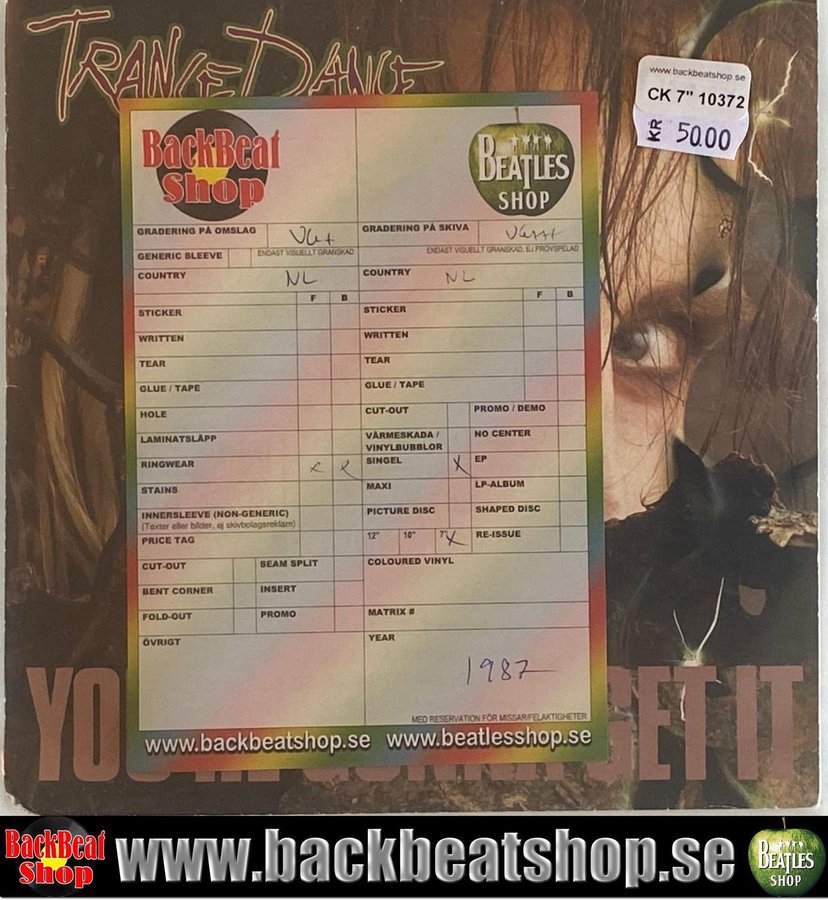 TRANCE DANCE
www.backbeatshop.se
CK 7" 10372
KR 50.00
BackBeat
Shop
BEATLES
SHOP
GRADERING PÅ OMSLAG VG+
ENDAST VISUELLT GRANSKAD
GRADERING PÅ SKIVA
ENDAST VISUELLT GRANSKAD, EJ PROVSPELAD
GENERIC SLEEVE
COUNTRY NL
COUNTRY NL
F B
F B
STICKER
STICKER
WRITTEN
WRITTEN
TEAR
TEAR
GLUE / TAPE
GLUE / TAPE
HOLE
CUT-OUT PROMO / DEMO
LAMINATSLÄPP
VÄRMESKADA /
VINYLBUBBLOR
NO CENTER
RINGWEAR x x
SINGEL x EP
STAINS
MAXI LP-ALBUM
INNERSLEEVE (NON-GENERIC)
(Texter eller bilder, ej skivbolagsreklam)
PICTURE DISC SHAPED DISC
PRICE TAG
12" 10" 7" x RE-ISSUE
CUT-OUT SEAM SPLIT
COLOURED VINYL
BENT CORNER INSERT
FOLD-OUT PROMO
MATRIX #
ÖVRIGT
YEAR
1987
MED RESERVATION FÖR MISSAR/FELAKTIGHETER
www.backbeatshop.se www.beatlesshop.se
GET IT
BackBeat
Shop
www.backbeatshop.se
BEATLES
SHOP